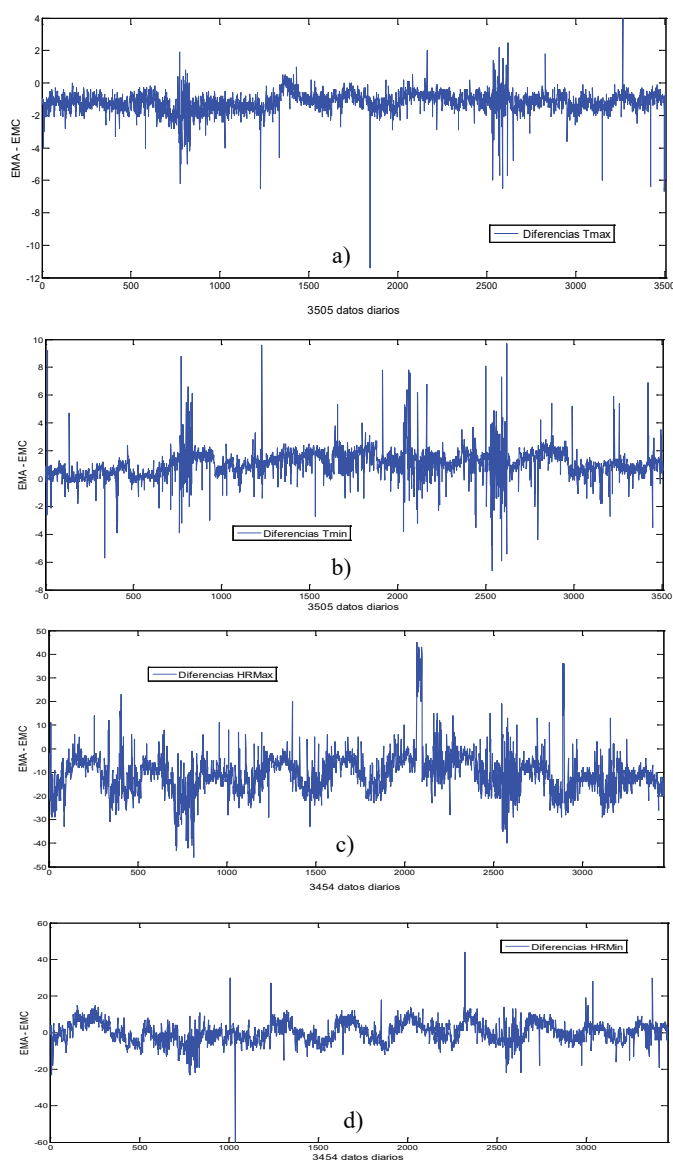 4
2
0
-2
-4
-6
-8
-10
-12
EMA - EMC
Diferencias Tmax
a)
0 500 1000 1500 2000 2500 3000 3500
3505 datos diarios
10
8
6
4
2
0
-2
-4
-6
-8
EMA - EMC
Diferencias Tmin
b)
0 500 1000 1500 2000 2500 3000 3500
3505 datos diarios
50
40
30
20
10
0
-10
-20
-30
-40
-50
EMA - EMC
Diferencias HRMax
c)
0 500 1000 1500 2000 2500 3000
3454 datos diarios
60
40
20
0
-20
-40
-60
EMA- EMC
Diferencias HRMin
d)
0 500 1000 1500 2000 2500 3000
3454 datos diarios